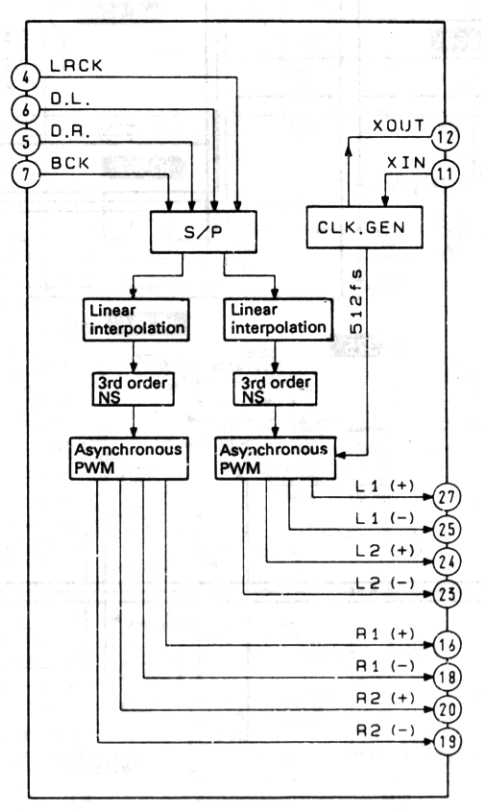 4 LRCK
6 D.L.
5 D.R.
7 BCK
XOUT 12
XIN 11
S/P
CLK.GEN
512fs
Linear
interpolation
Linear
interpolation
3rd order
NS
3rd order
NS
Asynchronous
PWM
Asynchronous
PWM
L1 (+) 27
L1 (-) 25
L2 (+) 24
L2 (-) 23
R1 (+) 16
R1 (-) 18
R2 (+) 20
R2 (-) 19